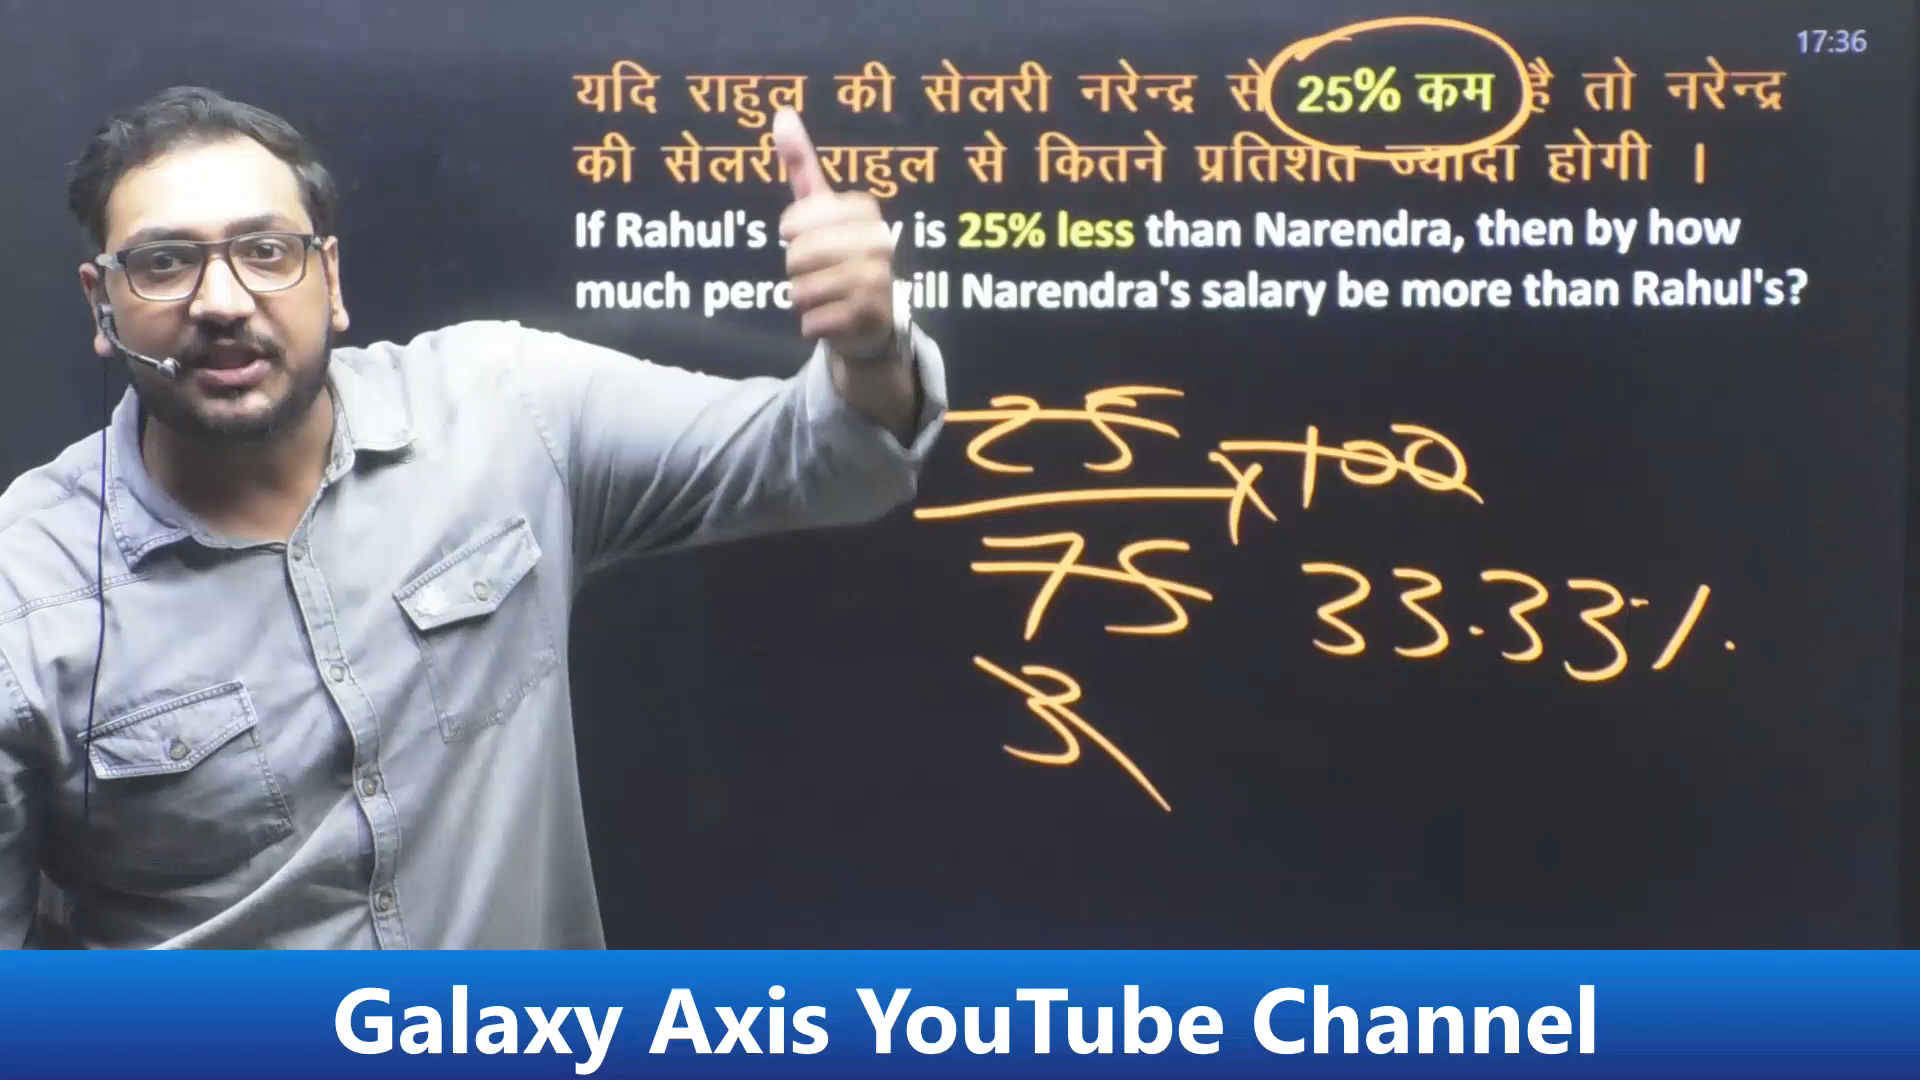 17:36
यदि राहुल की सेलरी नरेन्द्र से 25% कम है तो नरेन्द्र
की सेलरी राहुल से कितने प्रतिशत ज्यादा होगी ।
If Rahul's is 25% less than Narendra, then by how
much will Narendra's salary be more than Rahul's?
25
×100
75
33.33%.
3
Galaxy Axis YouTube Channel